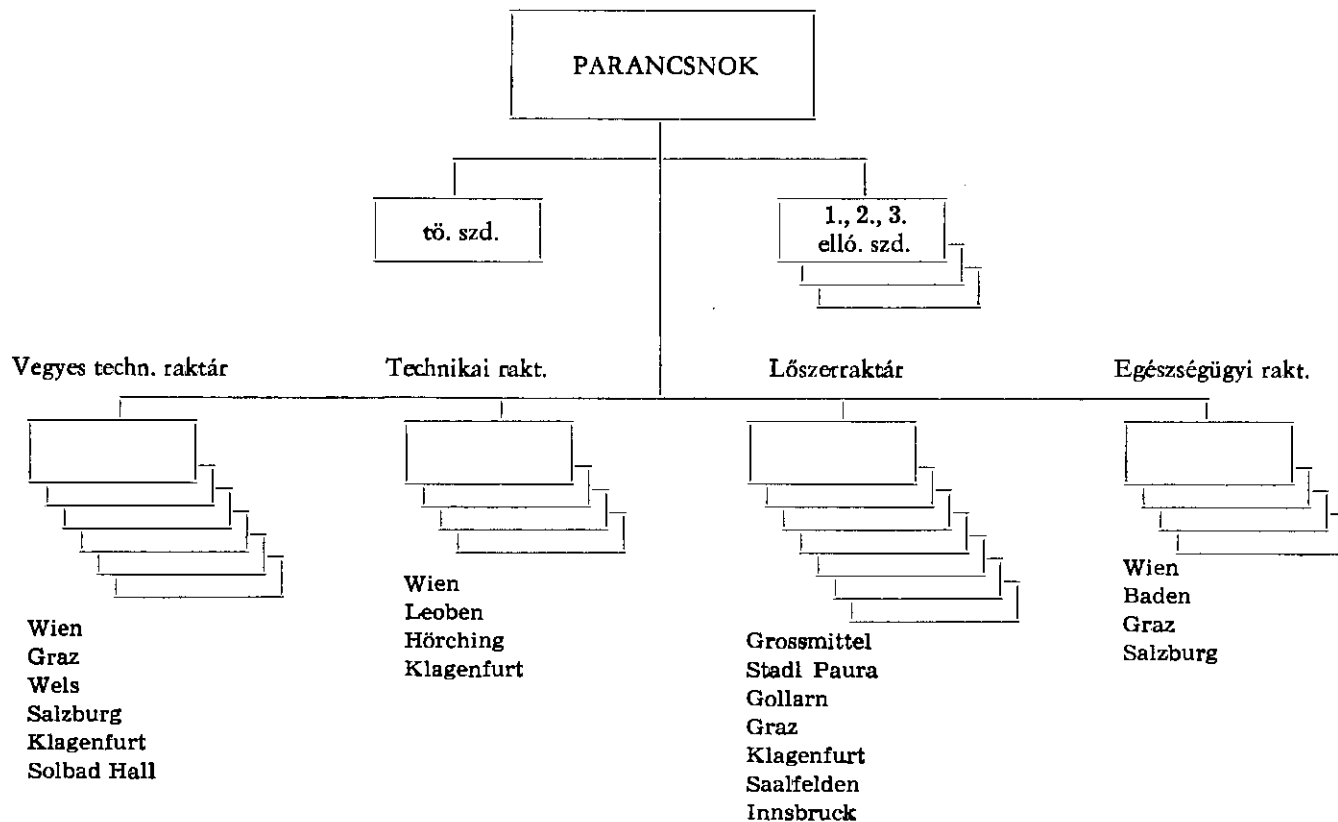 PARANCSNOK
tö. szd.
1., 2., 3.
elló. szd.
Vegyes techn. raktár
Technikai rakt.
Lőszerraktár
Egészségügyi rakt.
Wien
Graz
Wels
Salzburg
Klagenfurt
Solbad Hall
Wien
Leoben
Hörching
Klagenfurt
Grossmittel
Stadl Paura
Gollarn
Graz
Klagenfurt
Saalfelden
Innsbruck
Wien
Baden
Graz
Salzburg